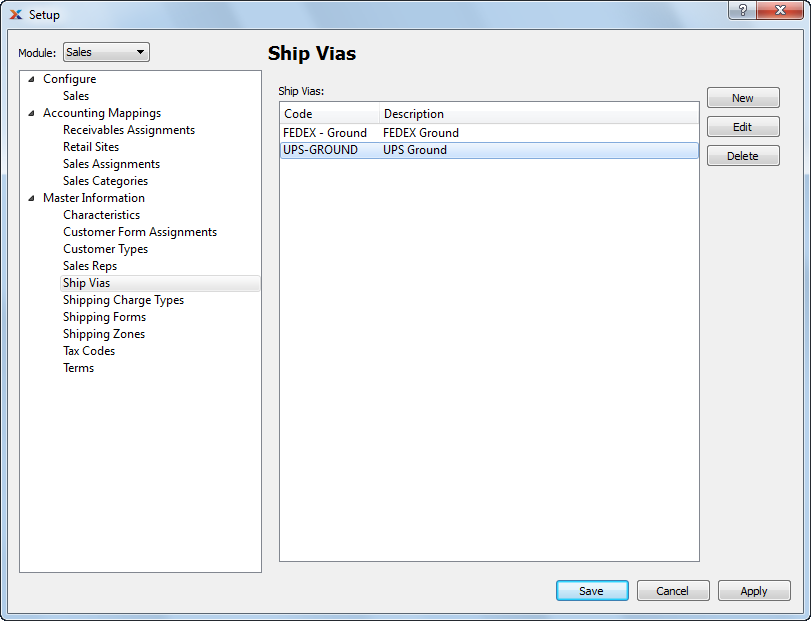 Setup
?
Module: Sales
Ship Vias
Configure
Sales
Accounting Mappings
Receivables Assignments
Retail Sites
Sales Assignments
Sales Categories
Master Information
Characteristics
Customer Form Assignments
Customer Types
Sales Reps
Ship Vias
Shipping Charge Types
Shipping Forms
Shipping Zones
Tax Codes
Terms
Ship Vias:
Code Description
FEDEX - Ground FEDEX Ground
UPS-GROUND UPS Ground
New
Edit
Delete
Save Cancel Apply